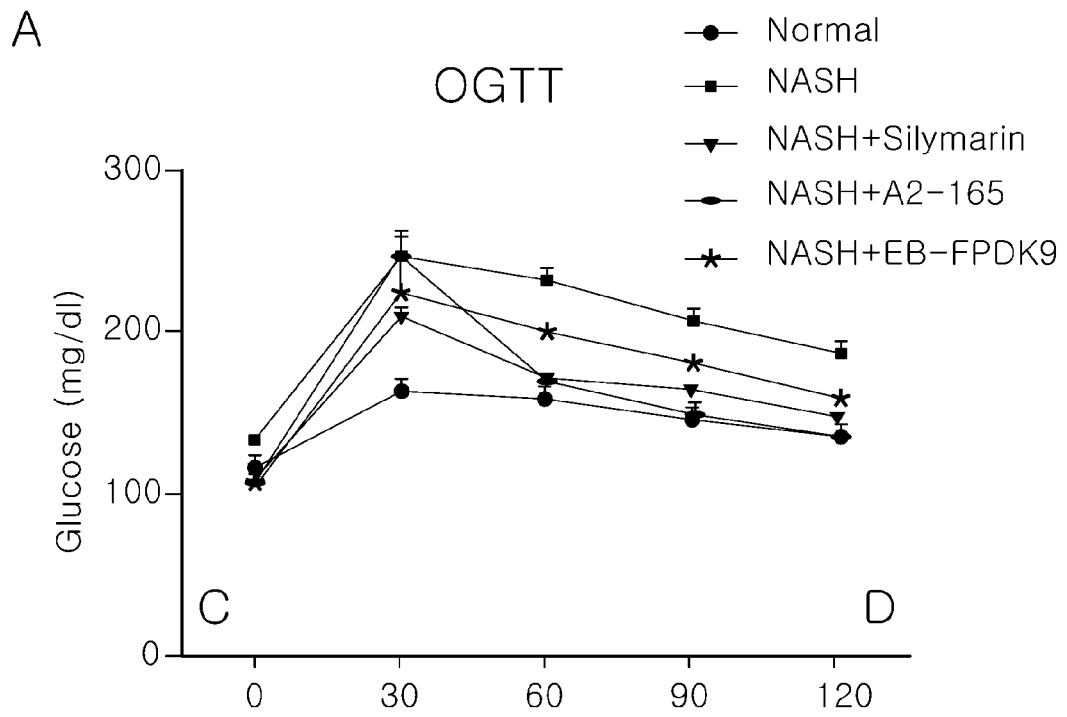 A
OGTT
Normal
NASH
NASH+Silymarin
NASH+A2-165
NASH+EB-FPDK9
300
200
100
0
Glucose (mg/dl)
C
D
0 30 60 90 120